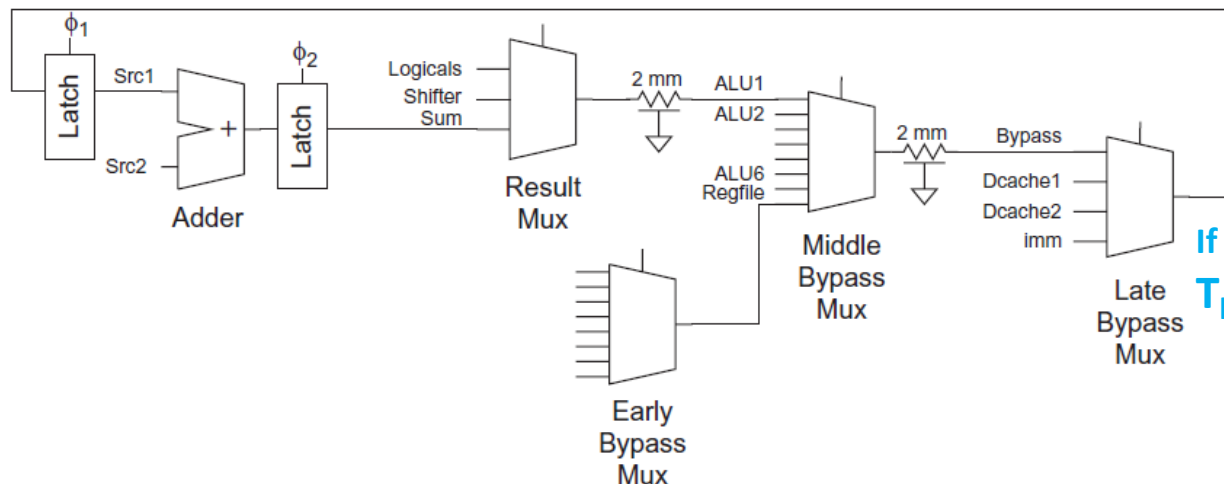 ϕ1
Latch
Src1
Src2
+
Adder
ϕ2
Latch
Logicals
Shifter
Sum
Result
Mux
2 mm
ALU1
ALU2
ALU6
Regfile
Early
Bypass
Mux
Middle
Bypass
Mux
2 mm
Bypass
Dcache1
Dcache2
imm
Late
Bypass
Mux
If